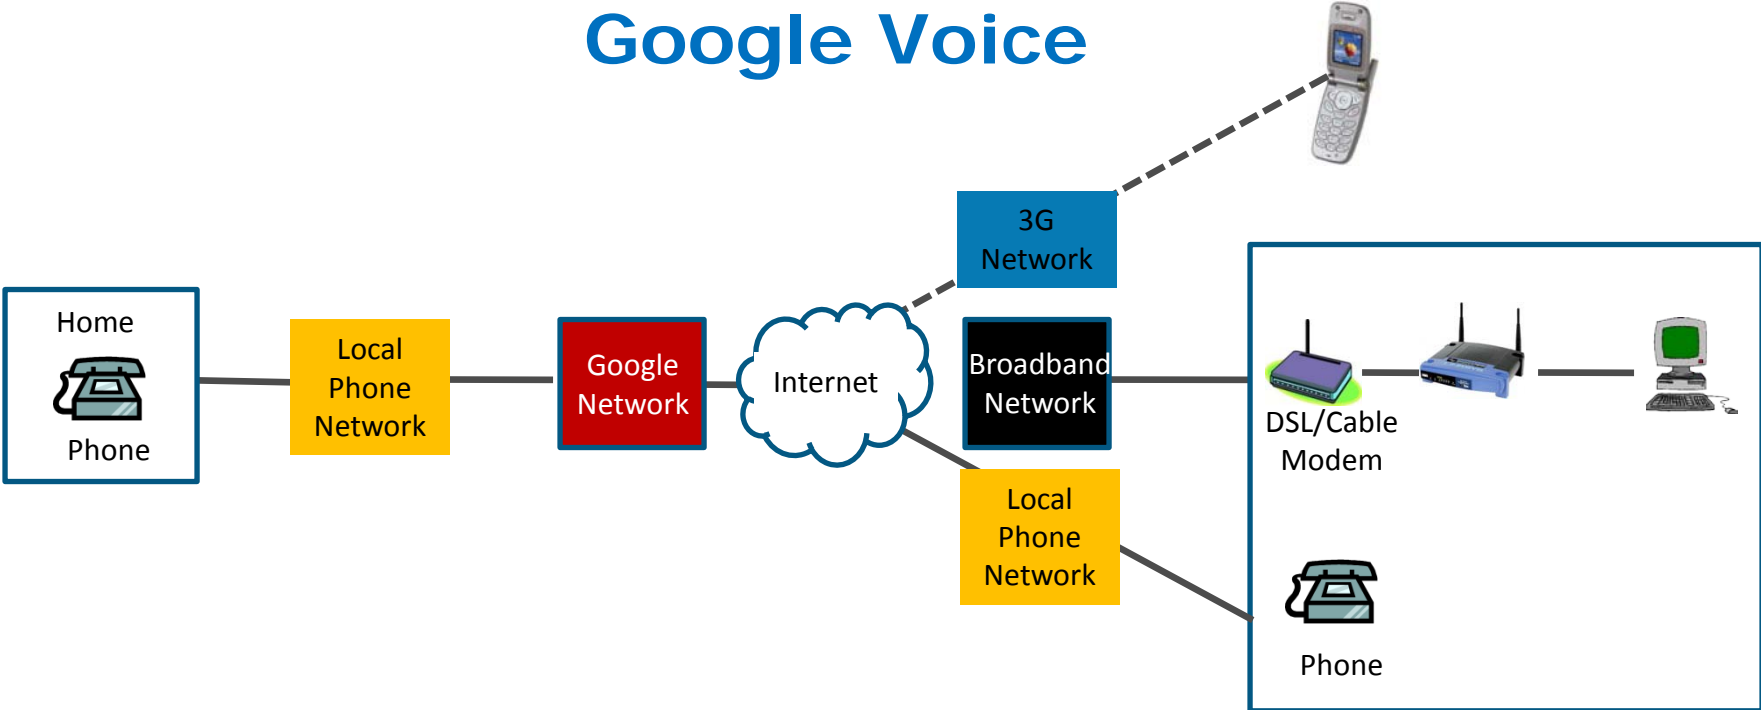 Google Voice
3G
Network
Home
Phone
Local
Phone
Network
Google
Network
Internet
Broadband
Network
DSL/Cable
Modem
Local
Phone
Network
Phone